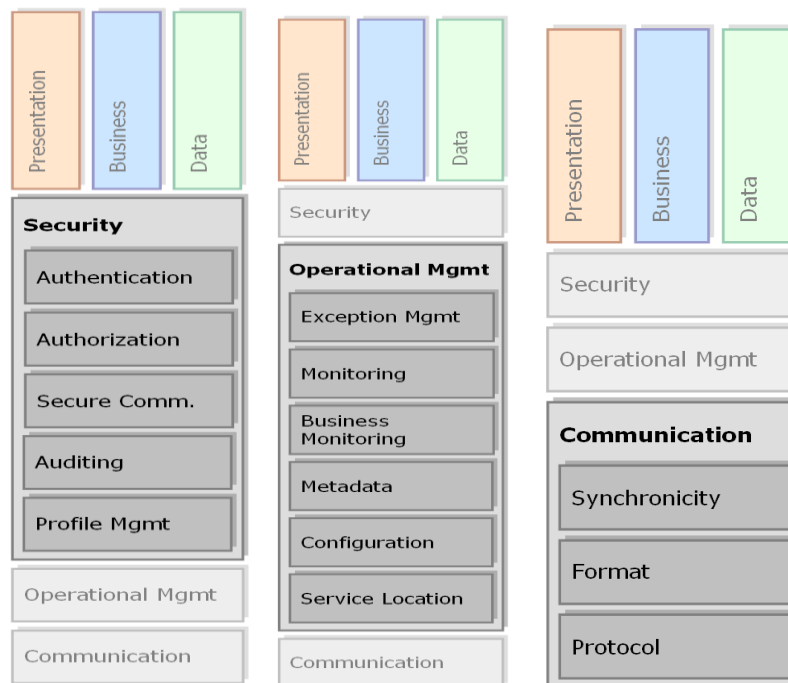 Presentation
Business
Data
Security
Authentication
Authorization
Secure Comm.
Auditing
Profile Mgmt
Operational Mgmt
Communication
Presentation
Business
Data
Security
Operational Mgmt
Exception Mgmt
Monitoring
Business
Monitoring
Metadata
Configuration
Service Location
Communication
Presentation
Business
Data
Security
Operational Mgmt
Communication
Synchronicity
Format
Protocol